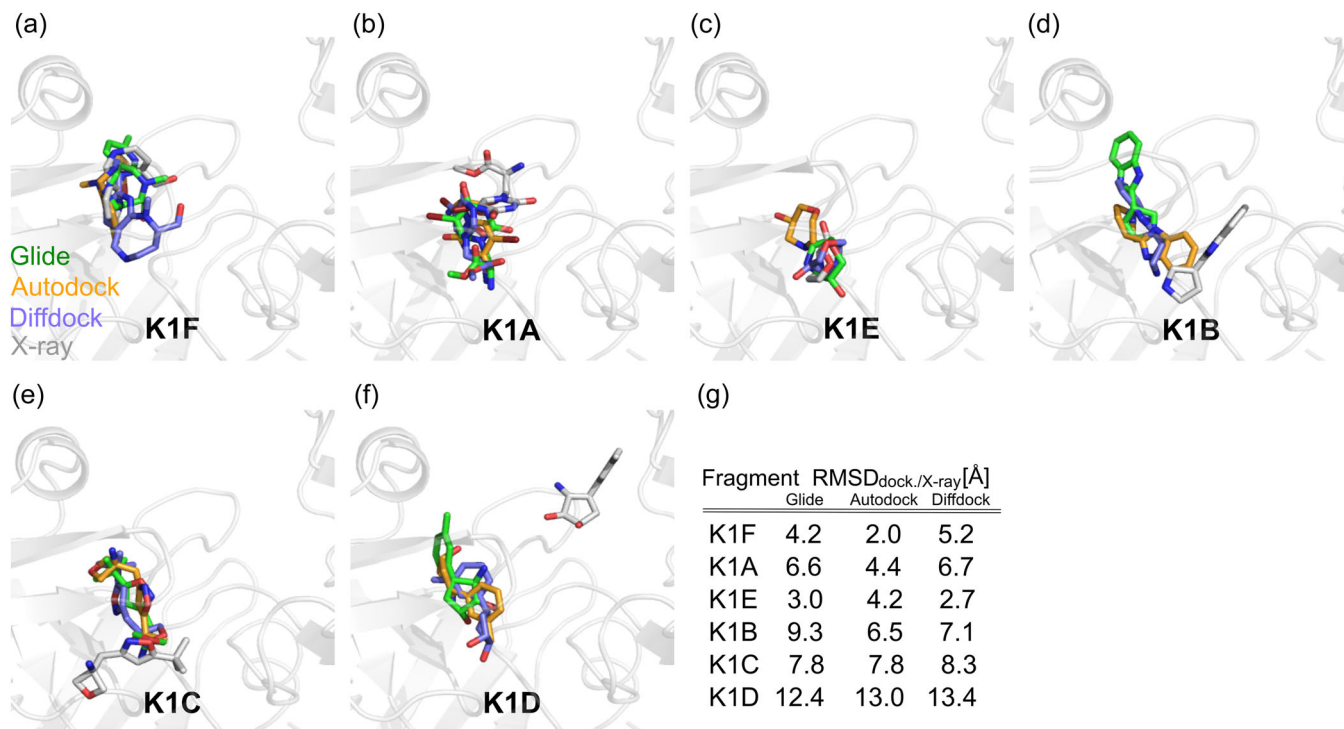 (a)
(b)
(c)
(d)
Glide
Autodock
Diffdock
X-ray
K1F
K1A
K1E
K1B
(e)
(f)
(g)
K1C
K1D
Fragment RMSDdock./X-ray[Å]
Glide Autodock Diffdock
K1F 4.2 2.0 5.2
K1A 6.6 4.4 6.7
K1E 3.0 4.2 2.7
K1B 9.3 6.5 7.1
K1C 7.8 7.8 8.3
K1D 12.4 13.0 13.4